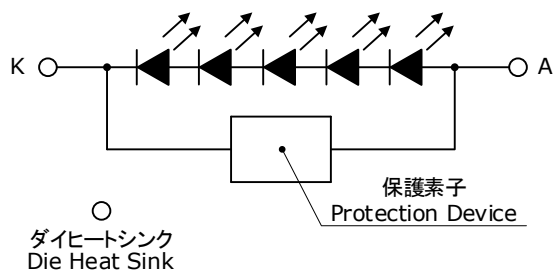 K
A
保護素子
Protection Device
ダイヒートシンク
Die Heat Sink